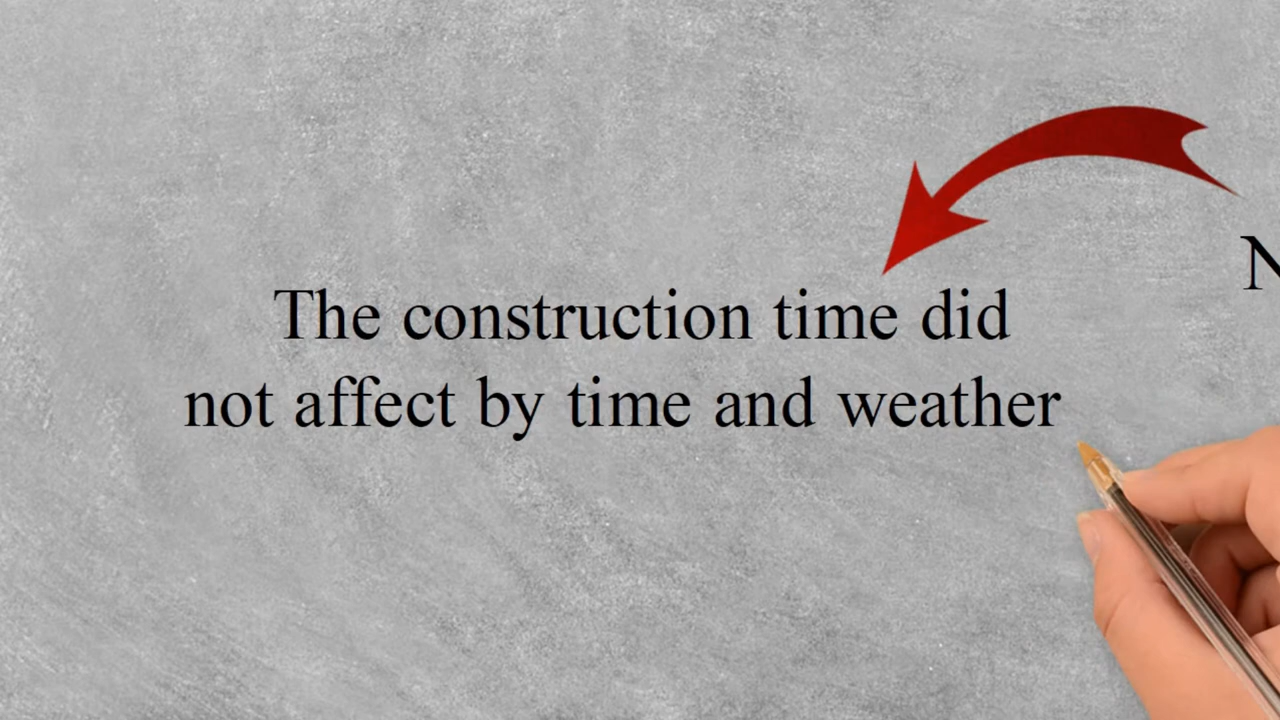 The construction time did
not affect by time and weather
N